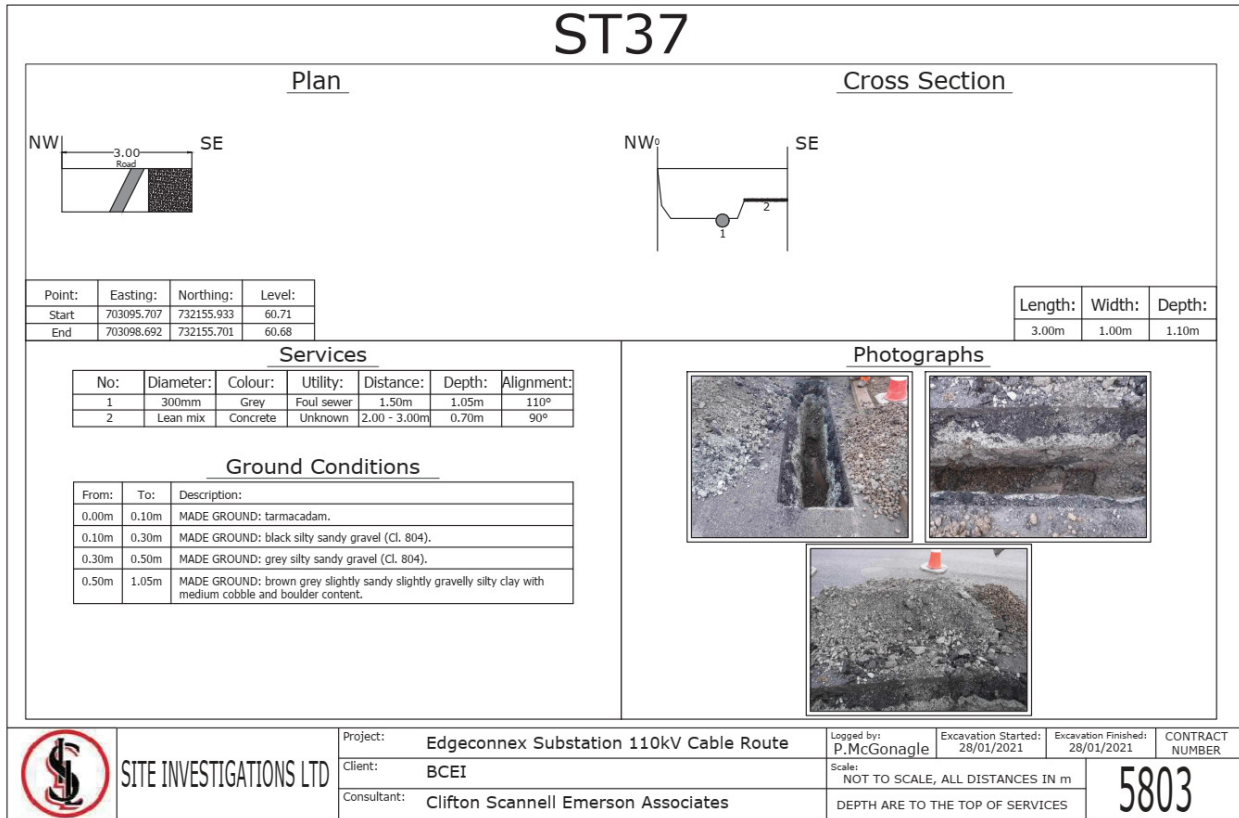 ST37
Plan
NW
SE
3.00
Road
Cross Section
NW 0
SE
1
2
Point: Easting: Northing: Level:
Start 703095.707 732155.933 60.71
End 703098.692 732155.701 60.68
Length: Width: Depth:
3.00m 1.00m 1.10m
Services
No: Diameter: Colour: Utility: Distance: Depth: Alignment:
1 300mm Grey Foul sewer 1.50m 1.05m 110°
2 Lean mix Concrete Unknown 2.00 - 3.00m 0.70m 90°
Ground Conditions
From: To: Description:
0.00m 0.10m MADE GROUND: tarmacadam.
0.10m 0.30m MADE GROUND: black silty sandy gravel (Cl. 804).
0.30m 0.50m MADE GROUND: grey silty sandy gravel (Cl. 804).
0.50m 1.05m MADE GROUND: brown grey slightly sandy slightly gravelly silty clay with
medium cobble and boulder content.
Photographs
SIL
SITE INVESTIGATIONS LTD
Project: Edgeconnex Substation 110kV Cable Route
Client: BCEI
Consultant: Clifton Scannell Emerson Associates
Logged by:
P.McGonagle
Excavation Started:
28/01/2021
Excavation Finished:
28/01/2021
CONTRACT
NUMBER
Scale:
NOT TO SCALE, ALL DISTANCES IN m
DEPTH ARE TO THE TOP OF SERVICES
5803